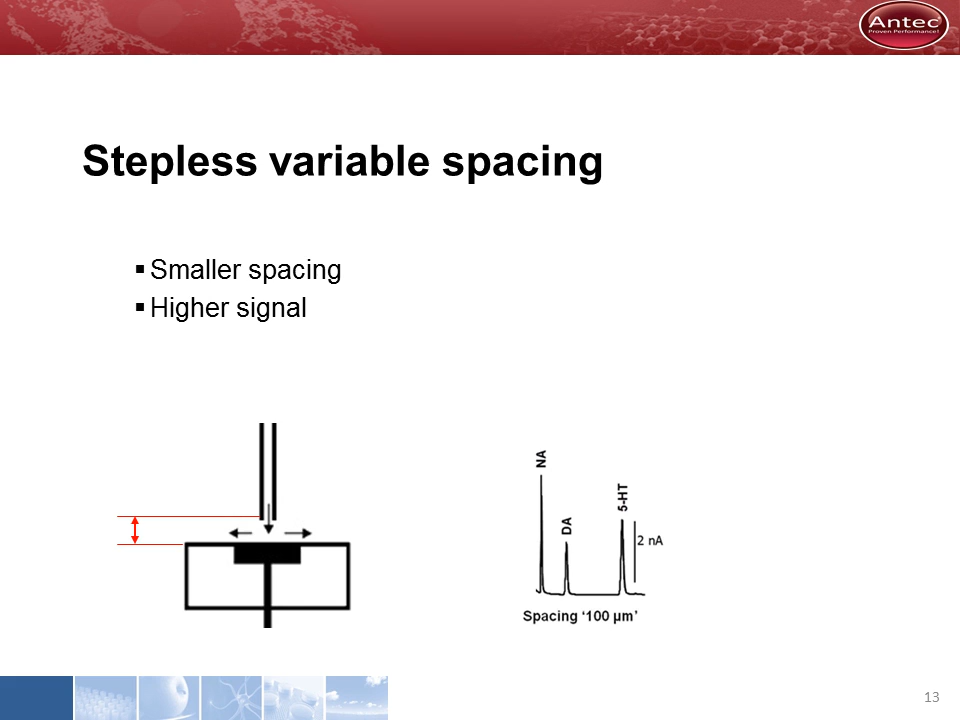 Antec
Proven Performance!
Stepless variable spacing
▪ Smaller spacing
▪ Higher signal
NA
DA
5-HT
2 nA
Spacing ‘100 µm’
13